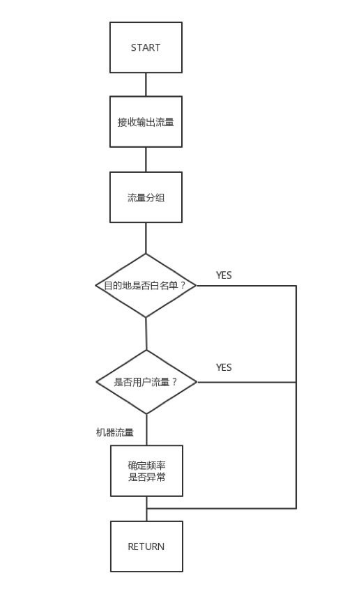 START
接收输出流量
流量分组
目的地是否白名单？
YES
是否用户流量？
YES
机器流量
确定频率
是否异常
RETURN